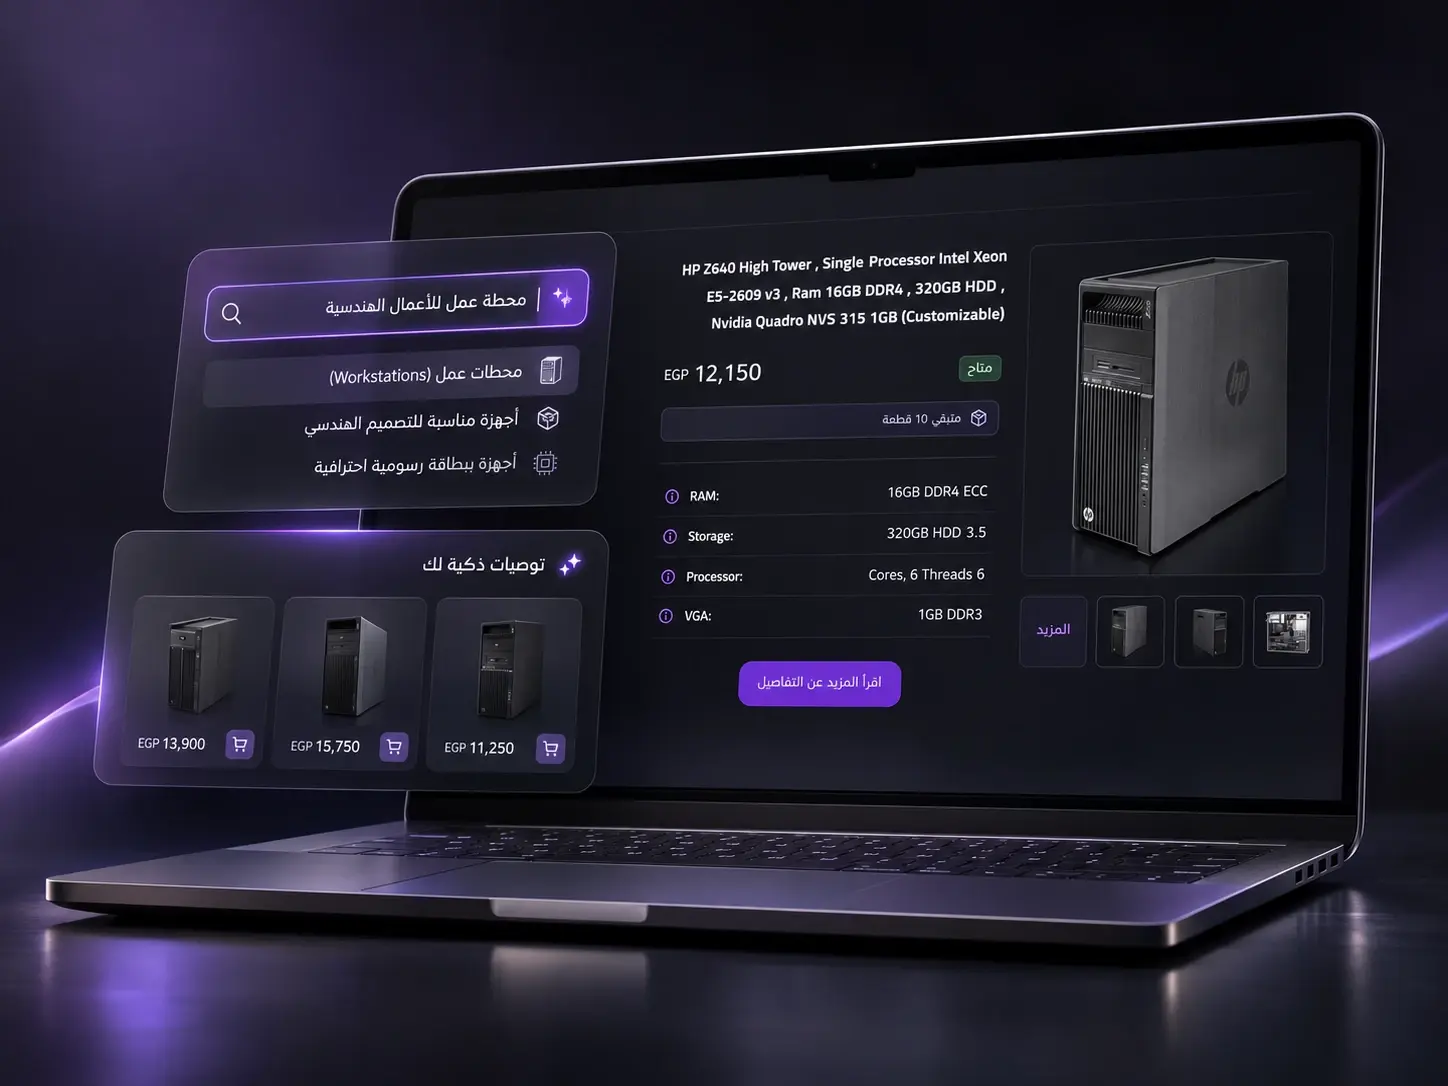 محطة عمل للأعمال الهندسية
محطات عمل (Workstations)
أجهزة مناسبة للتصميم الهندسي
أجهزة ببطاقة رسومية احترافية
توصيات ذكية لك
EGP 13,900
EGP 15,750
EGP 11,250
HP Z640 High Tower , Single Processor Intel Xeon
E5-2609 v3 , Ram 16GB DDR4 , 320GB HDD ,
Nvidia Quadro NVS 315 1GB (Customizable)
EGP 12,150
متاح
متبقي 10 قطعة
RAM: 16GB DDR4 ECC
Storage: 320GB HDD 3.5
Processor: Cores, 6 Threads 6
VGA: 1GB DDR3
اقرأ المزيد عن التفاصيل
hp
hp
المزيد